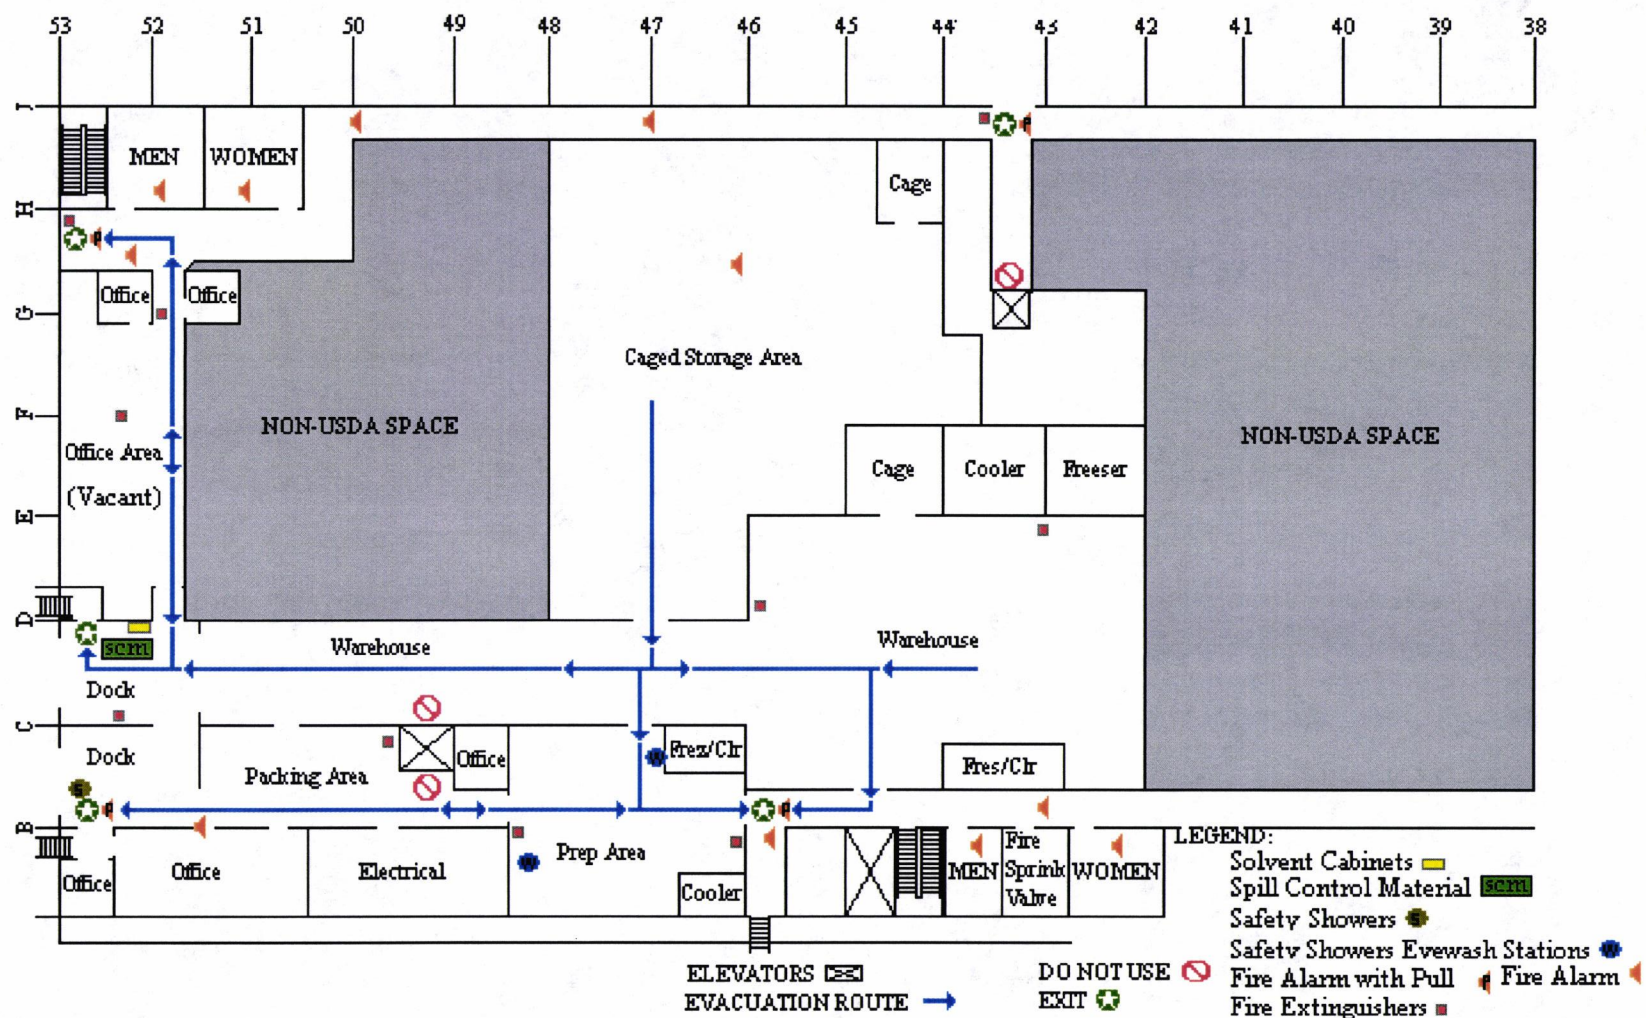 53 52 51 50 49 48 47 46 45 44 43 42 41 40 39 38
J
MEN WOMEN
Cage
H
P
P
Office Office
G
Caged Storage Area
F
NON-USDA SPACE
NON-USDA SPACE
Office Area
(Vacant)
Cage Cooler Freeser
E
D
scm
Warehouse
Warehouse
Dock
C
Dock
Packing Area
Office
W
Frez/Clr
Fres/Clr
S
P
P
B
Office
Office
Electrical
W
Prep Area
Cooler
MEN
Fire
Sprink
Valve
WOMEN
LEGEND:
Solvent Cabinets
Spill Control Material scm
Safety Showers S
Safety Showers Evewash Stations W
Fire Alarm with Pull P Fire Alarm
Fire Extinguishers
ELEVATORS
DO NOT USE
EVACUATION ROUTE
EXIT